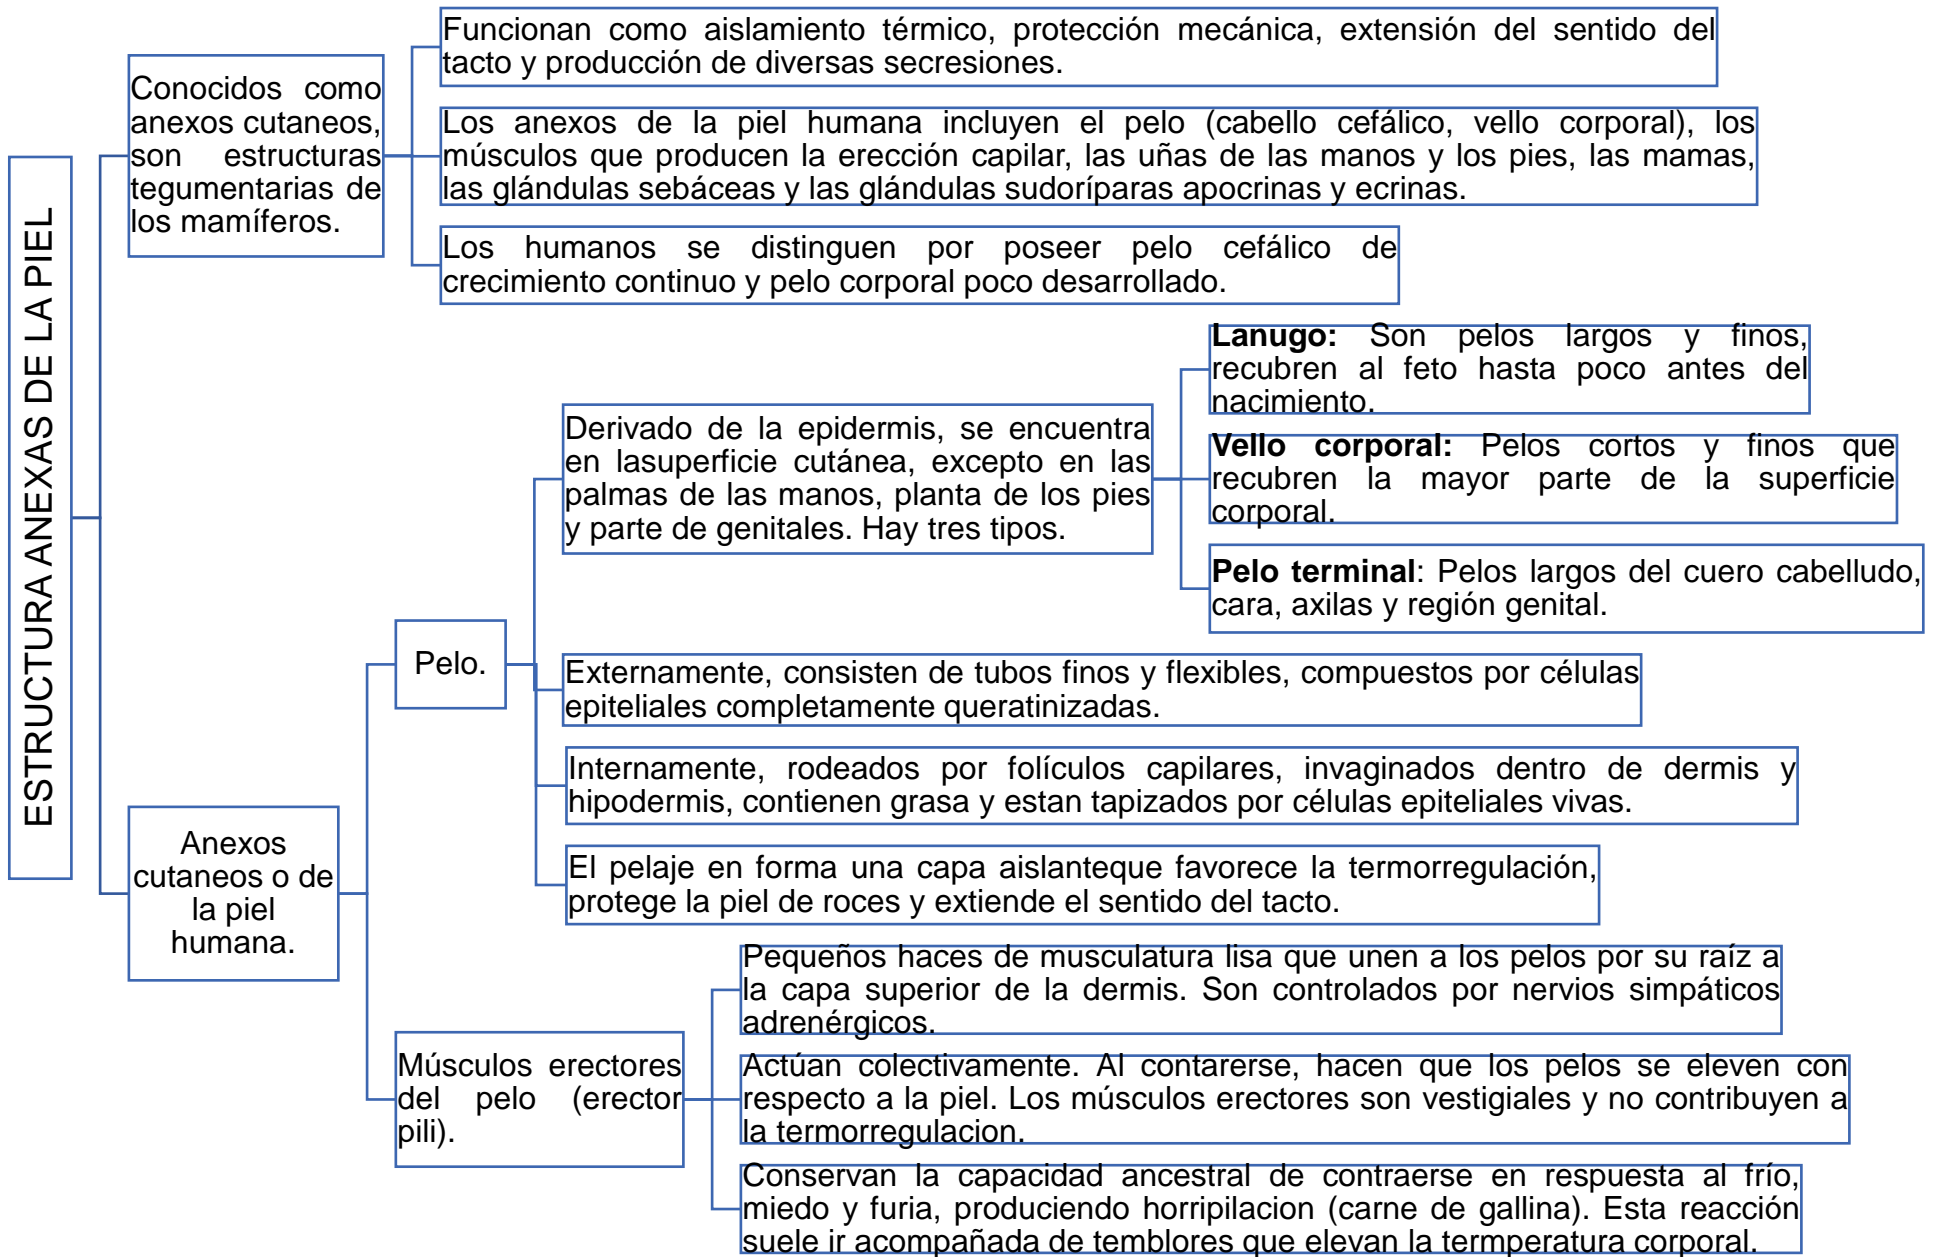 ESTRUCTURA ANEXAS DE LA PIEL
Conocidos como
anexos cutaneos,
son estructuras
tegumentarias de
los mamíferos.
Funcionan como aislamiento térmico, protección mecánica, extensión del sentido del
tacto y producción de diversas secresiones.
Los anexos de la piel humana incluyen el pelo (cabello cefálico, vello corporal), los
músculos que producen la erección capilar, las uñas de las manos y los pies, las mamas,
las glándulas sebáceas y las glándulas sudoríparas apocrinas y ecrinas.
Los humanos se distinguen por poseer pelo cefálico de
crecimiento continuo y pelo corporal poco desarrollado.
Anexos
cutaneos o de
la piel
humana.
Pelo.
Derivado de la epidermis, se encuentra
en lasuperficie cutánea, excepto en las
palmas de las manos, planta de los pies
y parte de genitales. Hay tres tipos.
Lanugo: Son pelos largos y finos,
recubren al feto hasta poco antes del
nacimiento.
Vello corporal: Pelos cortos y finos que
recubren la mayor parte de la superficie
corporal.
Pelo terminal: Pelos largos del cuero cabelludo,
cara, axilas y región genital.
Externamente, consisten de tubos finos y flexibles, compuestos por células
epiteliales completamente queratinizadas.
Internamente, rodeados por folículos capilares, invaginados dentro de dermis y
hipodermis, contienen grasa y estan tapizados por células epiteliales vivas.
El pelaje en forma una capa aislanteque favorece la termorregulación,
protege la piel de roces y extiende el sentido del tacto.
Músculos erectores
del pelo (erector
pili).
Pequeños haces de musculatura lisa que unen a los pelos por su raíz a
la capa superior de la dermis. Son controlados por nervios simpáticos
adrenérgicos.
Actúan colectivamente. Al contarerse, hacen que los pelos se eleven con
respecto a la piel. Los músculos erectores son vestigiales y no contribuyen a
la termorregulacion.
Conservan la capacidad ancestral de contraerse en respuesta al frío,
miedo y furia, produciendo horripilacion (carne de gallina). Esta reacción
suele ir acompañada de temblores que elevan la termperatura corporal.